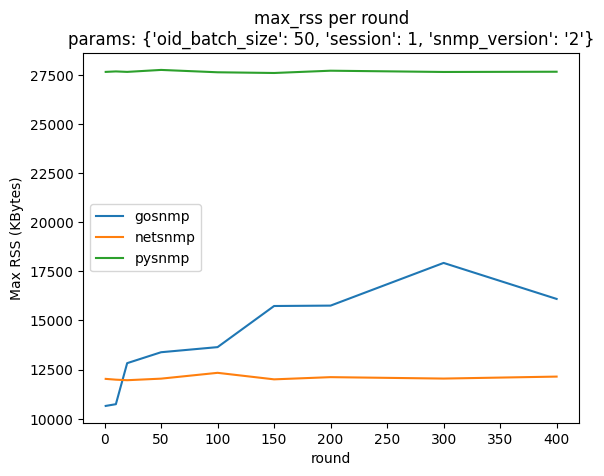 max_rss per round
params: {'oid_batch_size': 50, 'session': 1, 'snmp_version': '2'}
27500
25000
22500
20000
17500
15000
12500
10000
Max RSS (KBytes)
gosnmp
netsnmp
pysnmp
0 50 100 150 200 250 300 350 400
round